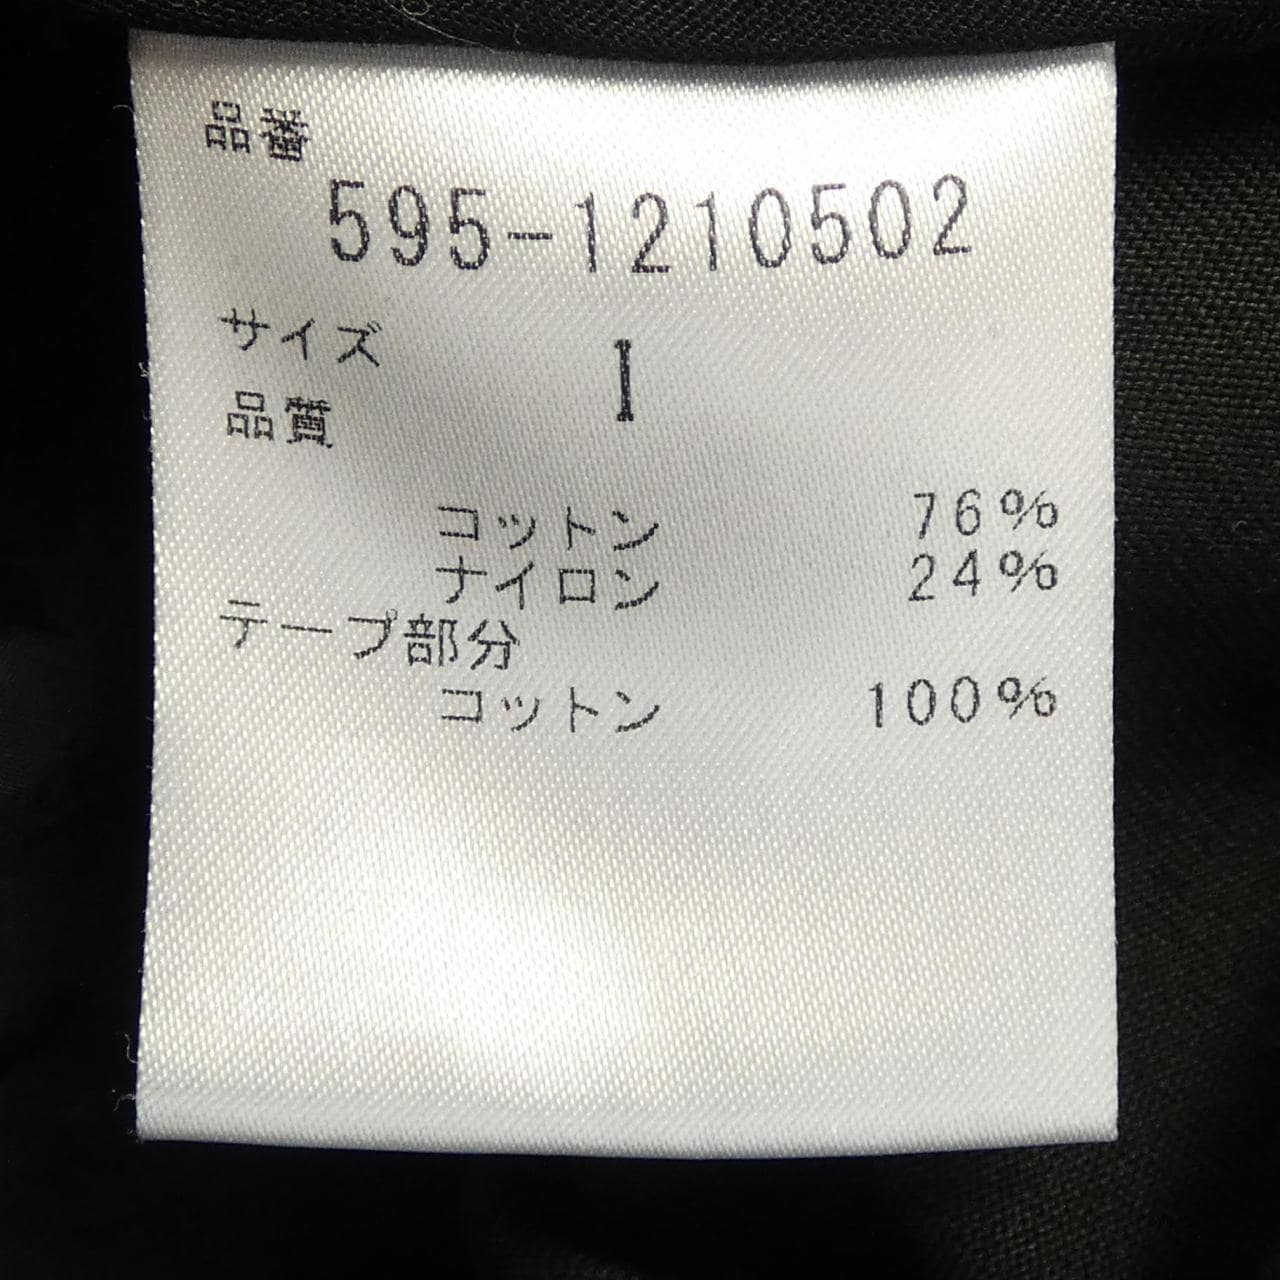 品番
595-1210502
サイズ I
品質
コットン 76%
ナイロン 24%
テープ部分
コットン 100%